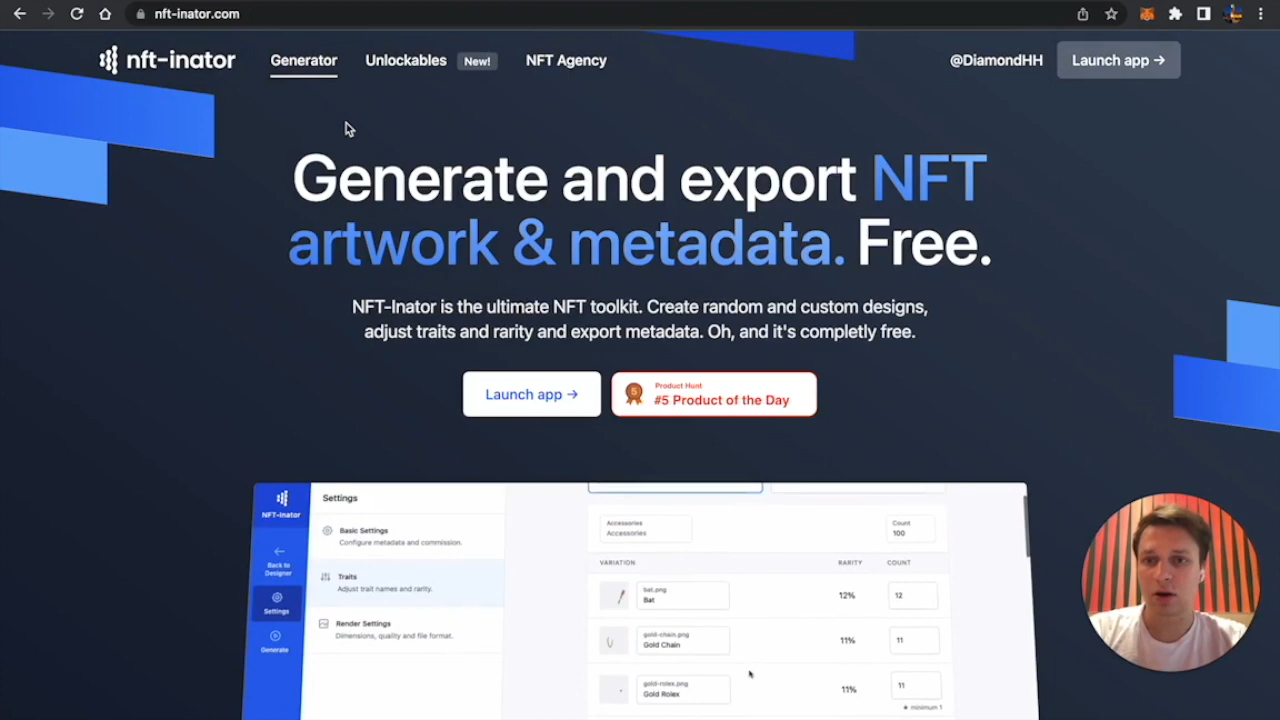 nft-inator.com
nft-inator Generator Unlockables New! NFT Agency @DiamondHH Launch app →
Generate and export NFT
artwork & metadata. Free.
NFT-Inator is the ultimate NFT toolkit. Create random and custom designs,
adjust traits and rarity and export metadata. Oh, and it's completly free.
Launch app →
5 Product Hunt
#5 Product of the Day
NFT-Inator
Back to
Designer
Settings
Generate
Settings
Basic Settings
Configure metadata and commission.
Traits
Adjust trait names and rarity.
Render Settings
Dimensions, quality and file format.
Accessories Count
Accessories 100
VARIATION RARITY COUNT
bat.png
Bat 12% 12
gold-chain.png
Gold Chain 11% 11
gold-rolex.png
Gold Rolex 11% 11
minimum 1